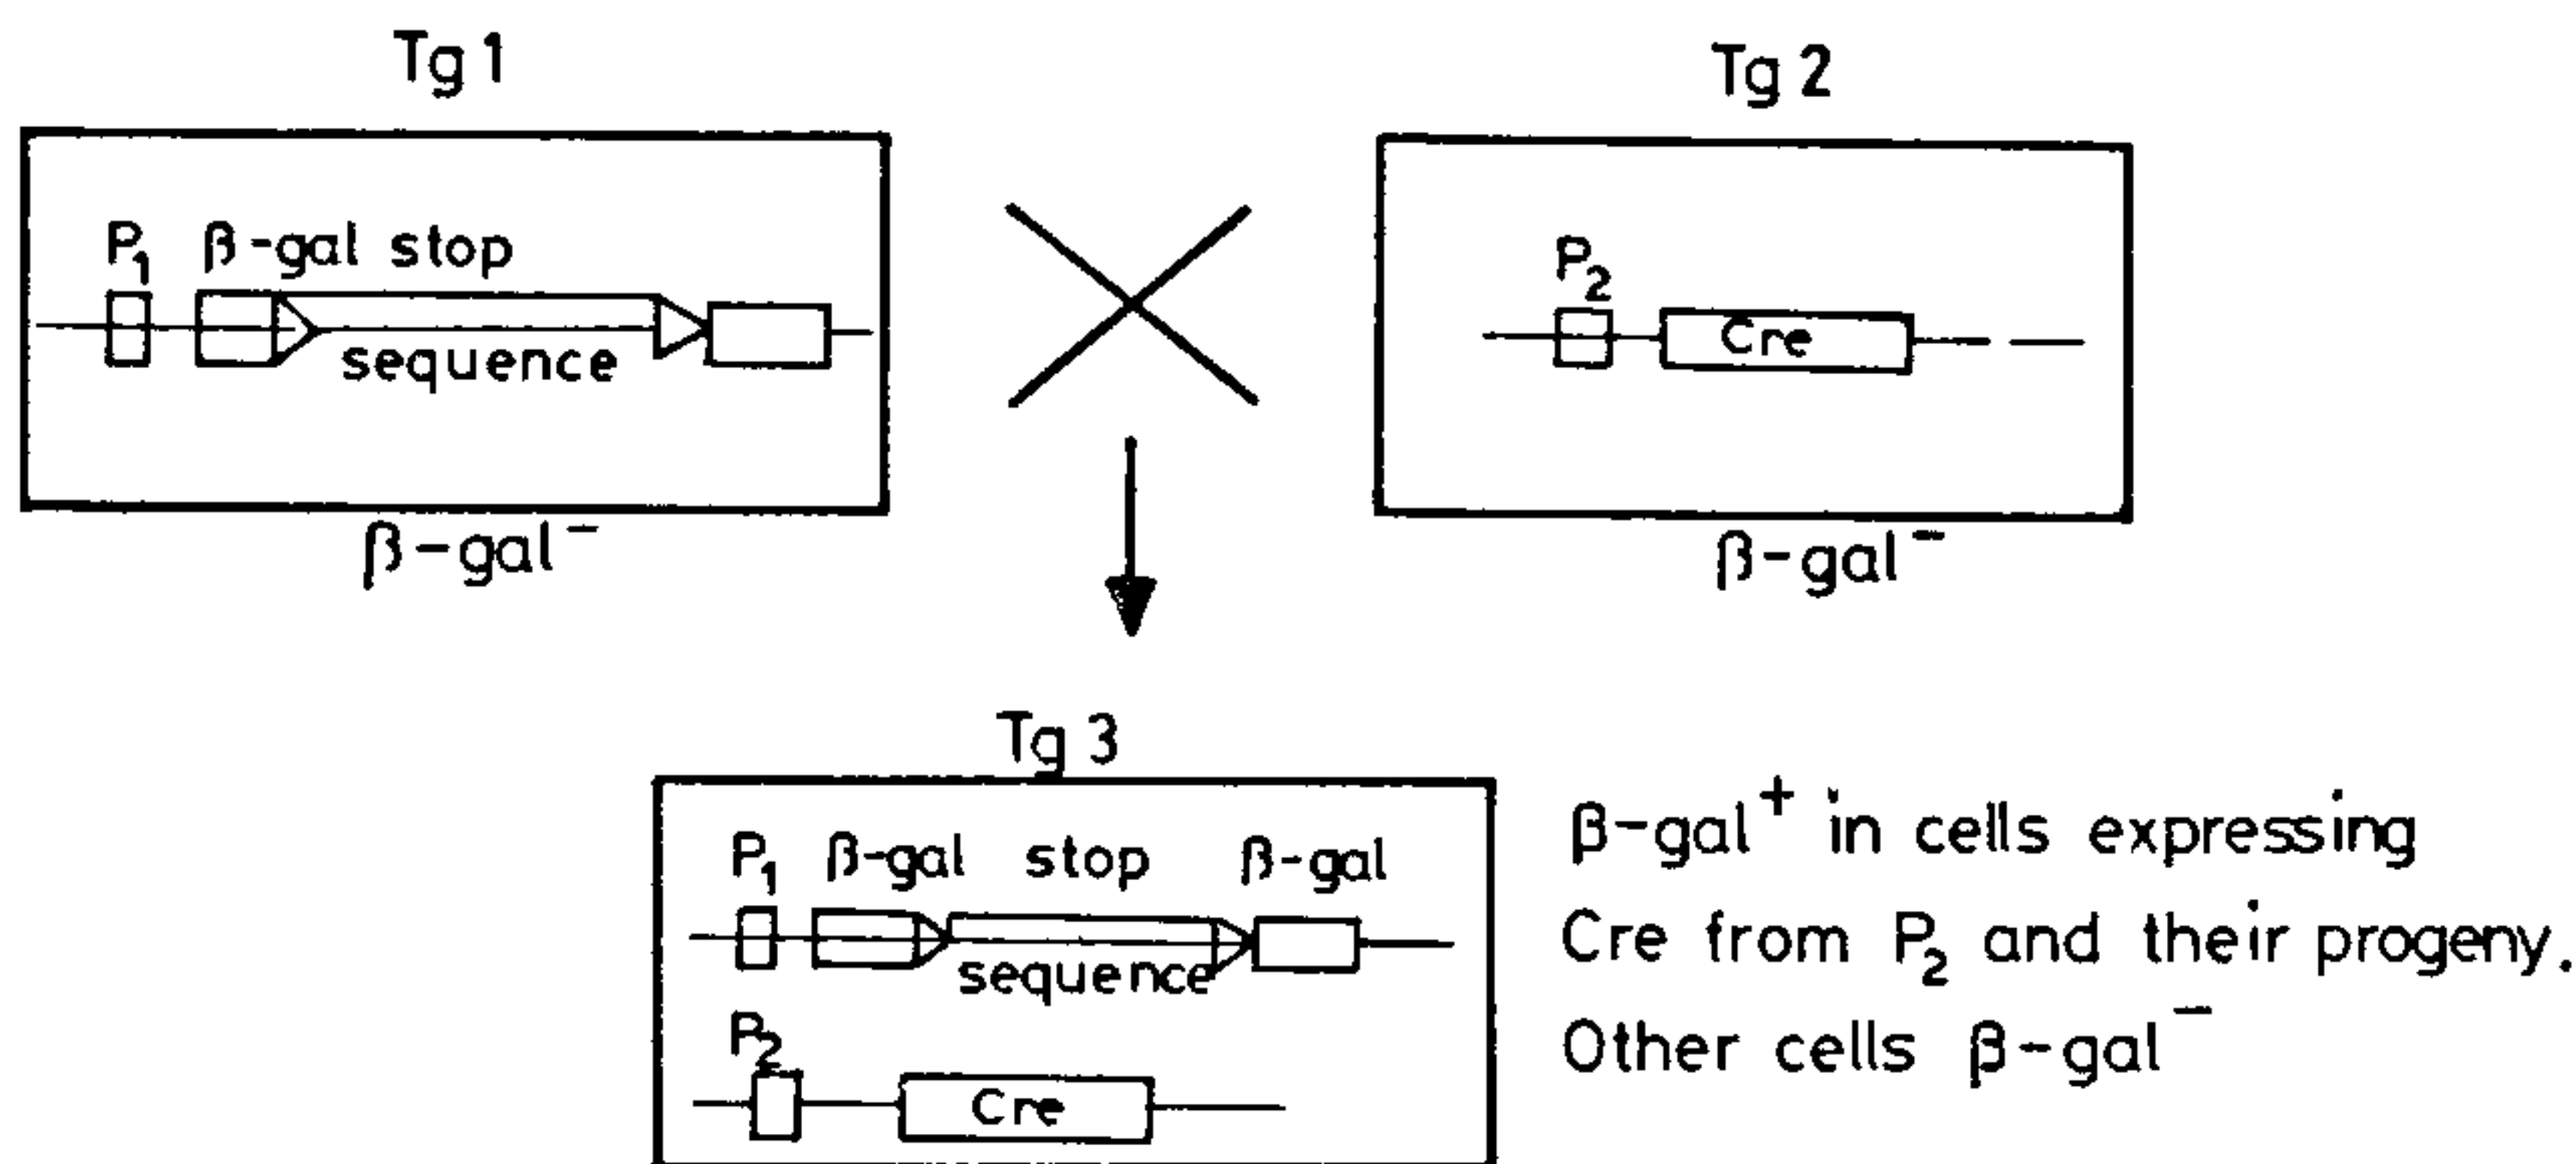 Tg 1
Tg 2
P₁ β-gal stop
sequence
P₂
Cre
β-gal⁻
β-gal⁻
Tg 3
P₁ β-gal stop β-gal
sequence
P₂
Cre
β-gal⁺ in cells expressing
Cre from P₂ and their progeny.
Other cells β-gal⁻